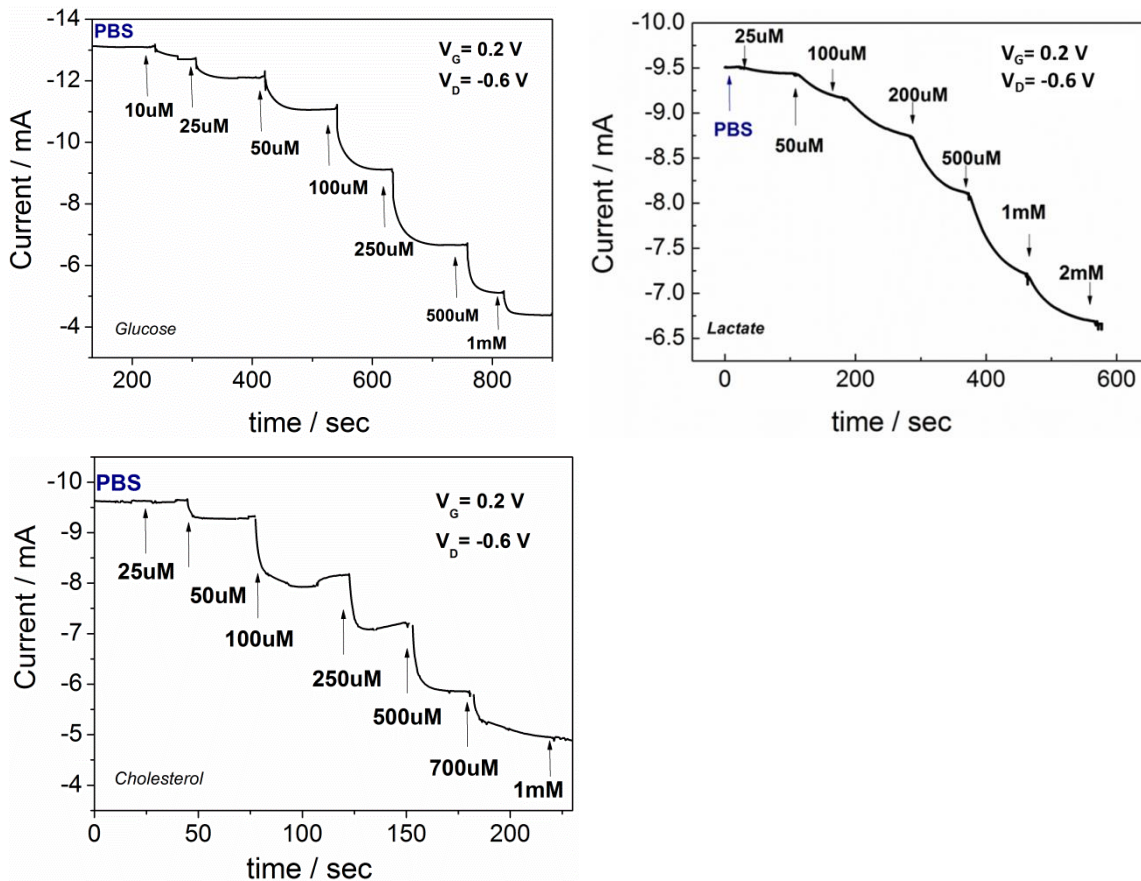 -14
-12
-10
-8
-6
-4
Current / mA
PBS
V_G= 0.2 V
V_D= -0.6 V
10uM
25uM
50uM
100uM
250uM
500uM
1mM
Glucose
200
400
600
800
time / sec
-10.0
-9.5
-9.0
-8.5
-8.0
-7.5
-7.0
-6.5
Current / mA
25uM
100uM
V_G= 0.2 V
V_D= -0.6 V
PBS
50uM
200uM
500uM
1mM
2mM
Lactate
0
200
400
600
time / sec
-10
-9
-8
-7
-6
-5
-4
Current / mA
PBS
V_G= 0.2 V
V_D= -0.6 V
25uM
50uM
100uM
250uM
500uM
700uM
1mM
Cholesterol
0
50
100
150
200
time / sec